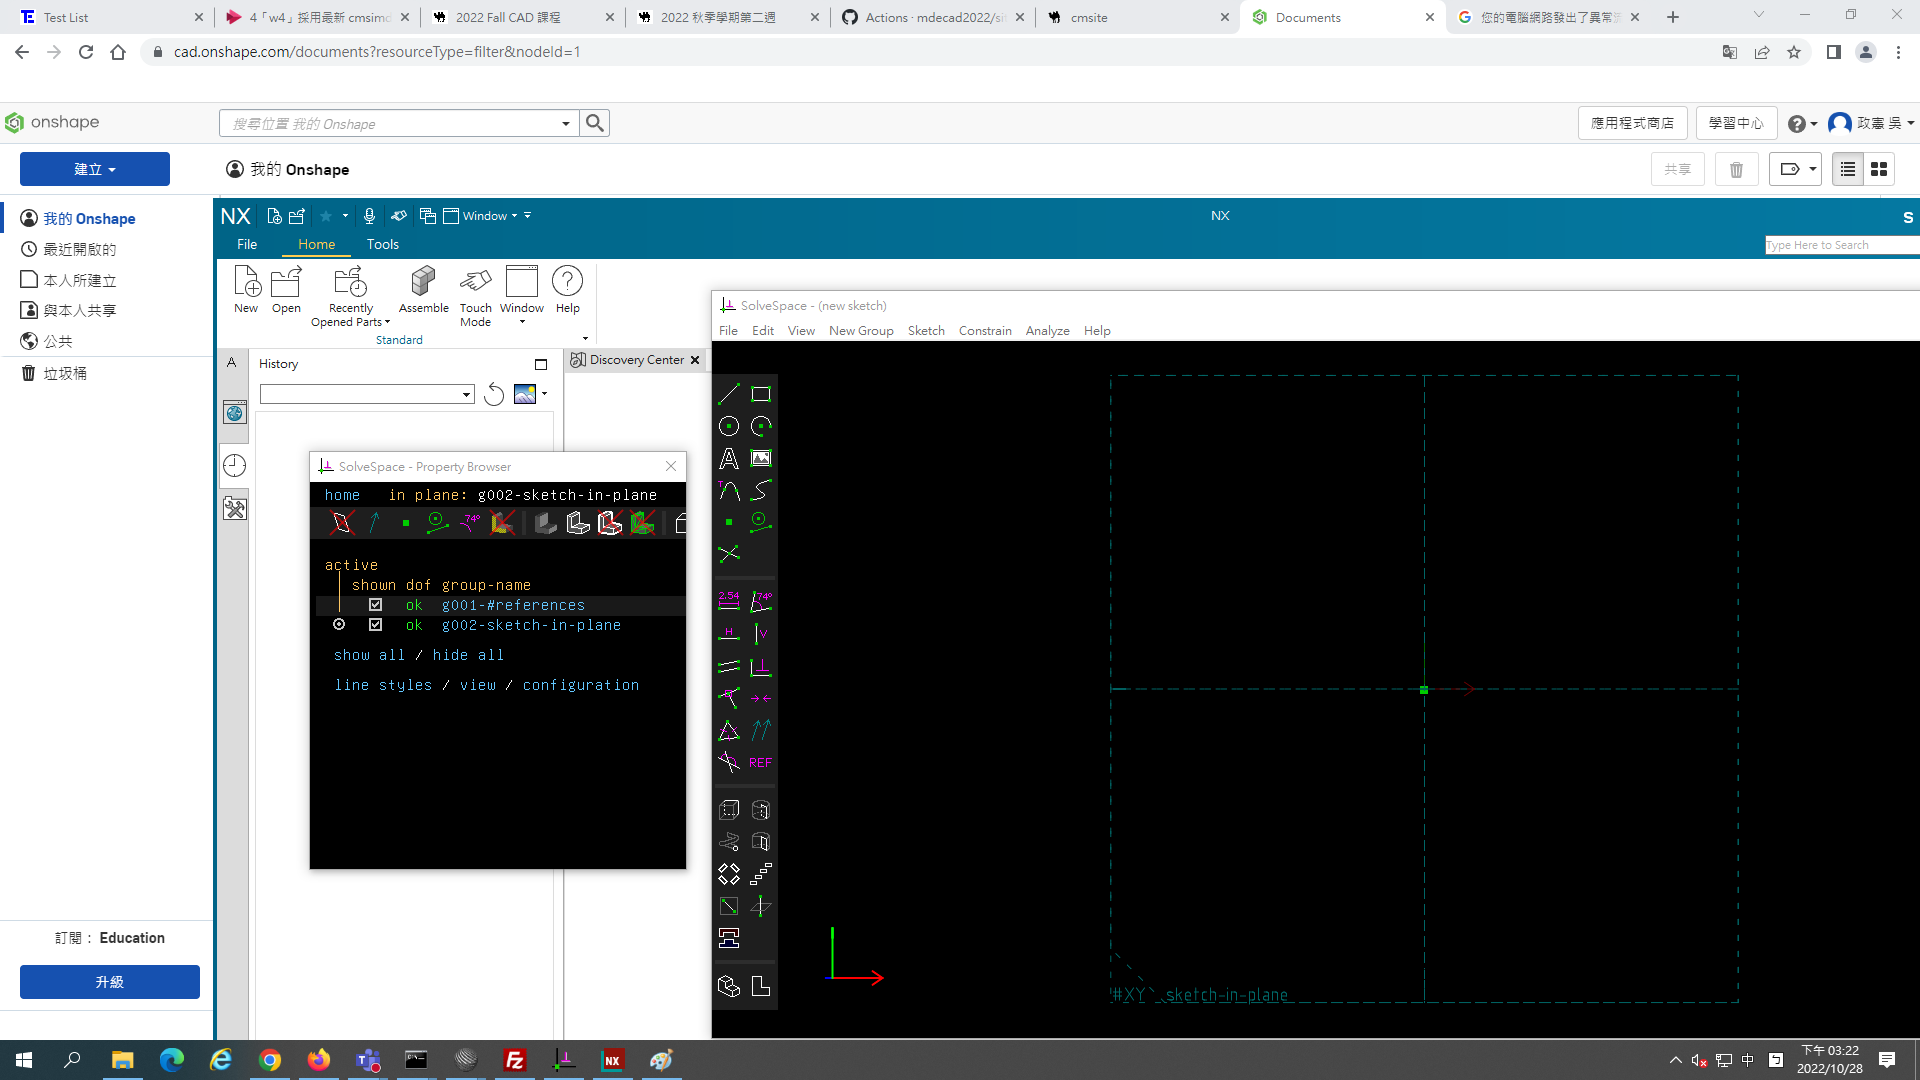 Test List
4「w4」採用最新 cmsimd
2022 Fall CAD 課程
2022 秋季學期第二週
Actions · mdecad2022/si
cmsite
Documents
您的電腦網路發出了異常流
cad.onshape.com/documents?resourceType=filter&nodeId=1
onshape
搜尋位置 我的 Onshape
應用程式商店
學習中心
政憲 吳
建立
我的 Onshape
共享
我的 Onshape
最近開啟的
本人所建立
與本人共享
公共
垃圾桶
訂閱： Education
升級
NX
Window
NX
S
File
Home
Tools
Type Here to Search
New
Open
Recently Opened Parts
Assemble
Touch Mode
Window
Help
Standard
A
History
Discovery Center
SolveSpace - Property Browser
home in plane: g002-sketch-in-plane
74°
active
shown dof group-name
ok g001-#references
ok g002-sketch-in-plane
show all / hide all
line styles / view / configuration
SolveSpace - (new sketch)
File Edit View New Group Sketch Constrain Analyze Help
A
T
2.54
74°
H
V
REF
#XY
sketch-in-plane
NX
中
下午 03:22
2022/10/28